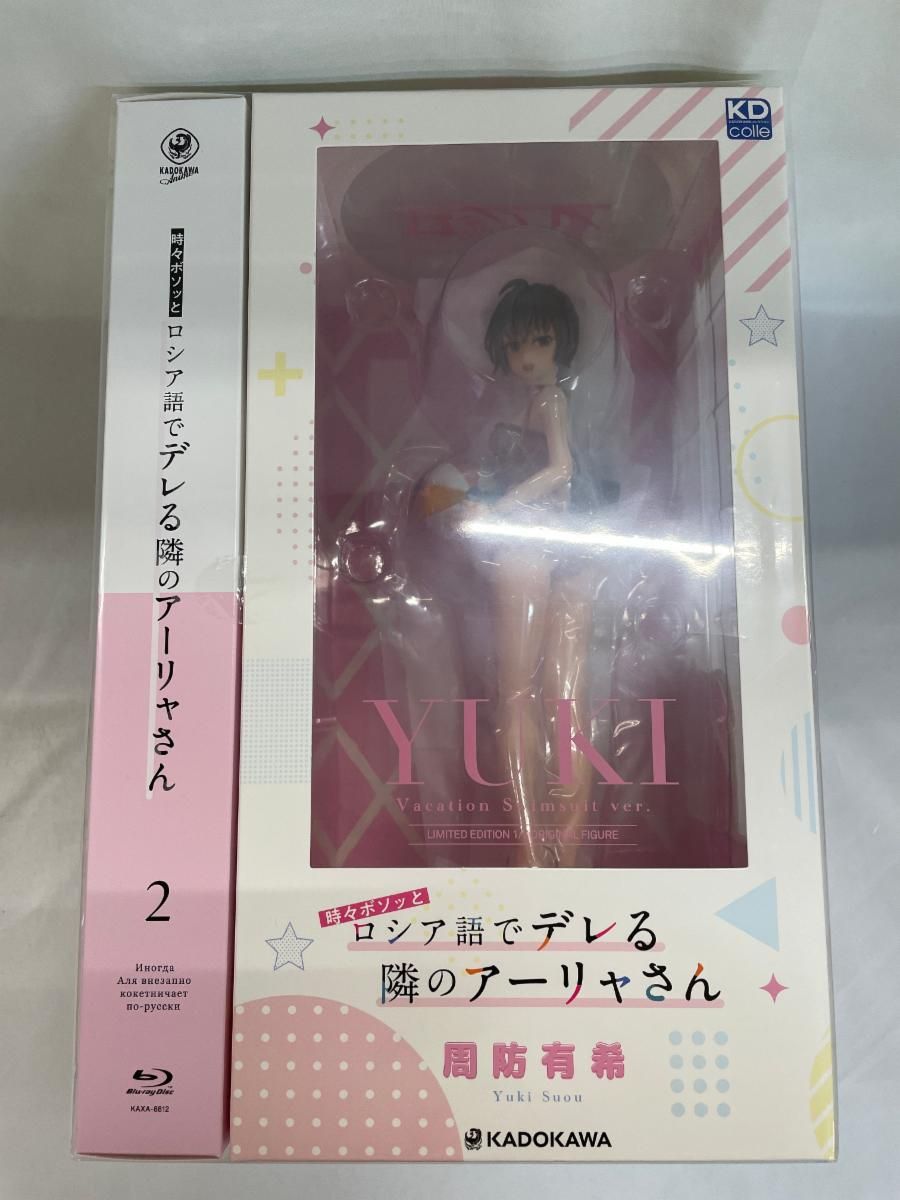 KADOKAWA
Anime
時々ボソッと
ロシア語でデレる隣のアーリャさん
2
Иногда
Аля внезапно
кокетничает
по-русски
Blu-ray Disc
KAXA-8812
KD
colle
YUKI
Vacation Swimsuit ver.
LIMITED EDITION ORIGINAL FIGURE
時々ボソッと
ロシア語でデレる
隣のアーリャさん
周防有希
Yuki Suou
KADOKAWA